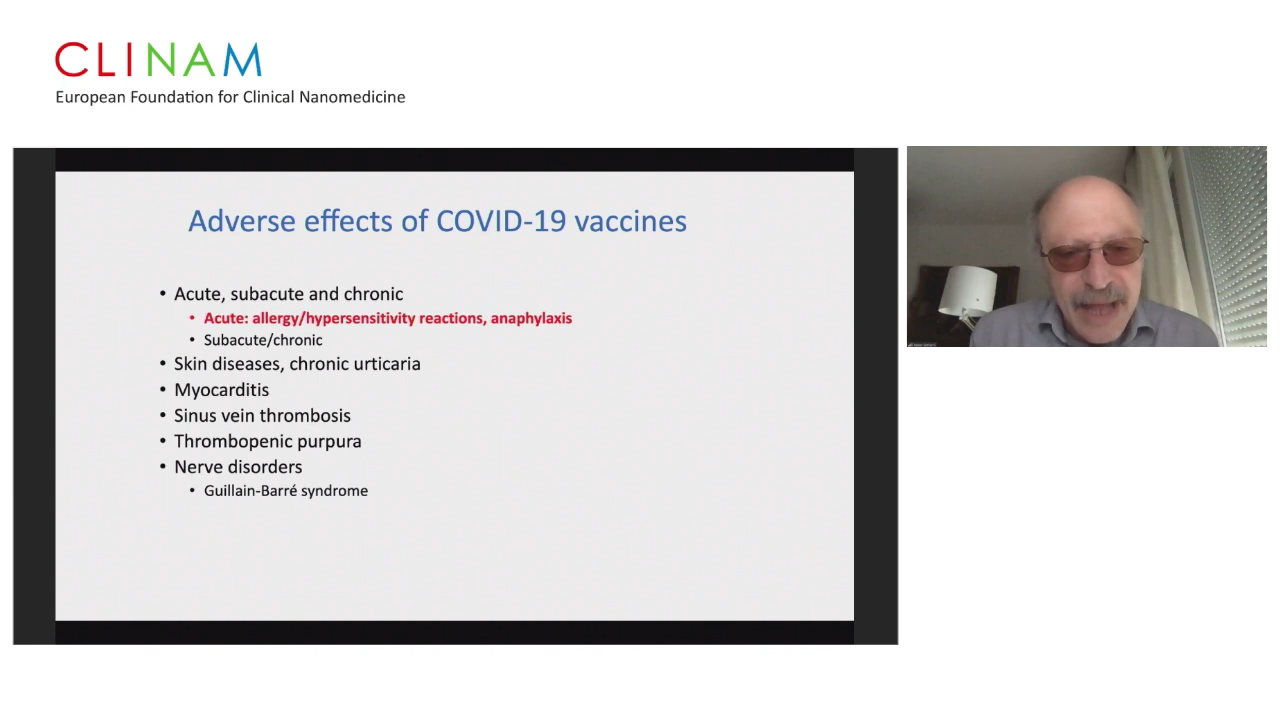 CLINAM
European Foundation for Clinical Nanomedicine
Adverse effects of COVID-19 vaccines
• Acute, subacute and chronic
• Acute: allergy/hypersensitivity reactions, anaphylaxis
• Subacute/chronic
• Skin diseases, chronic urticaria
• Myocarditis
• Sinus vein thrombosis
• Thrombopenic purpura
• Nerve disorders
• Guillain-Barré syndrome